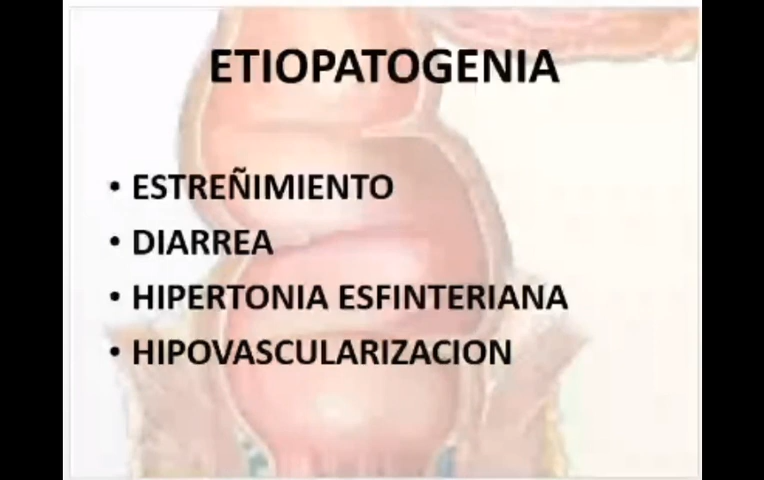 ETIOPATOGENIA
• ESTREÑIMIENTO
• DIARREA
• HIPERTONIA ESFINTERIANA
• HIPOVASCULARIZACION